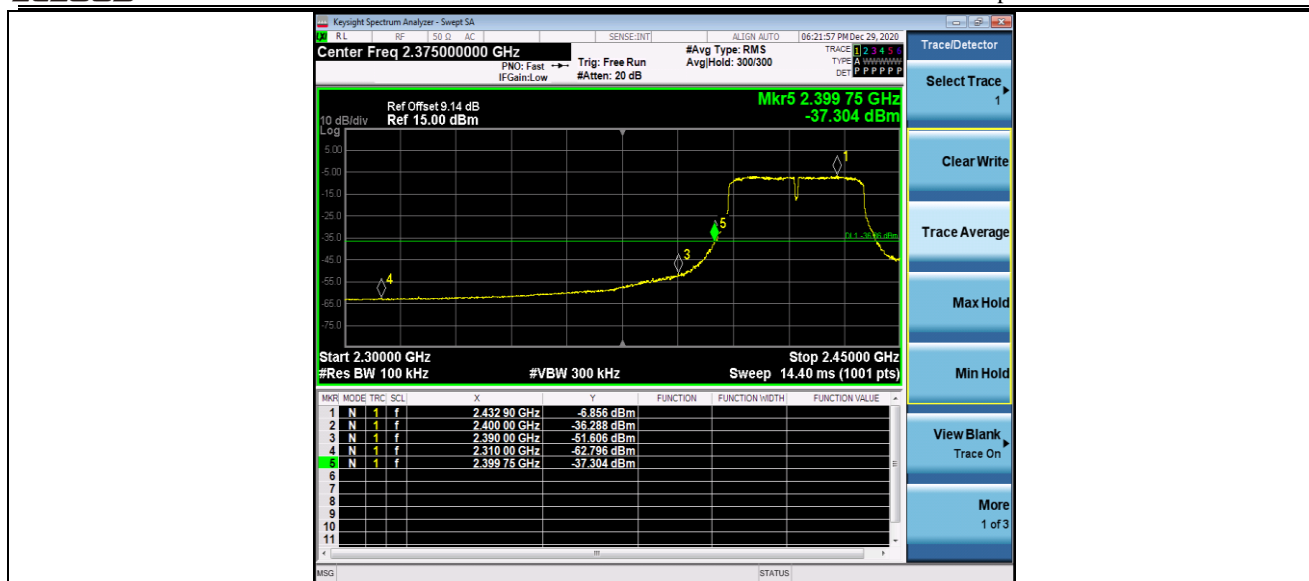 Keysight Spectrum Analyzer - Swept SA
RL RF 50 Ω AC SENSE:INT ALIGN AUTO 06:21:57 PM Dec 29, 2020
Center Freq 2.375000000 GHz
PNO: Fast
IFGain:Low
Trig: Free Run
#Atten: 20 dB
#Avg Type: RMS
Avg|Hold: 300/300
TRACE 1 2 3 4 5 6
TYPE A WWWWW
DET P P P P P P
Trace/Detector
Ref Offset 9.14 dB
10 dB/div Ref 15.00 dBm
Log
Mkr5 2.399 75 GHz
-37.304 dBm
5.00
-5.00
-15.0
-25.0
-35.0
-45.0
-55.0
-65.0
-75.0
1
5
3
4
Start 2.30000 GHz Stop 2.45000 GHz
#Res BW 100 kHz #VBW 300 kHz Sweep 14.40 ms (1001 pts)
MKR MODE TRC SCL X Y FUNCTION FUNCTION WIDTH FUNCTION VALUE
1 N 1 f 2.432 90 GHz -6.856 dBm
2 N 1 f 2.400 00 GHz -36.288 dBm
3 N 1 f 2.390 00 GHz -51.606 dBm
4 N 1 f 2.310 00 GHz -62.796 dBm
5 N 1 f 2.399 75 GHz -37.304 dBm
6
7
8
9
10
11
MSG STATUS
Select Trace
1
Clear Write
Trace Average
Max Hold
Min Hold
View Blank
Trace On
More
1 of 3